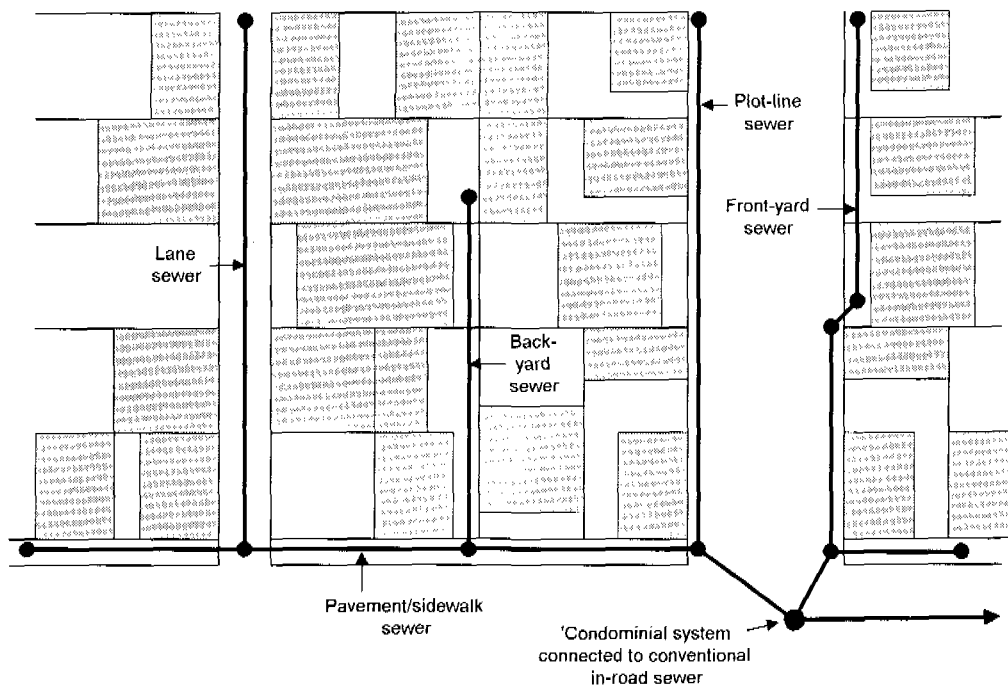 Plot-line
sewer
Front-yard
sewer
Lane
sewer
Back-
yard
sewer
Pavement/sidewalk
sewer
'Condominial system
connected to conventional
in-road sewer